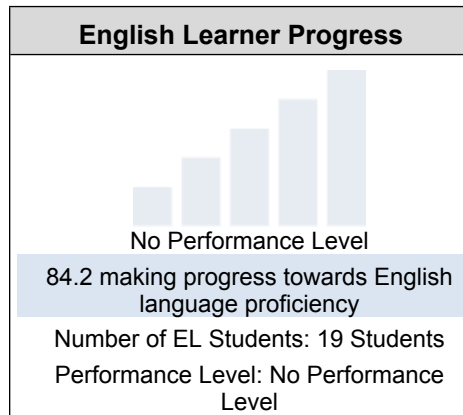 English Learner Progress
No Performance Level
84.2 making progress towards English
language proficiency
Number of EL Students: 19 Students
Performance Level: No Performance
Level